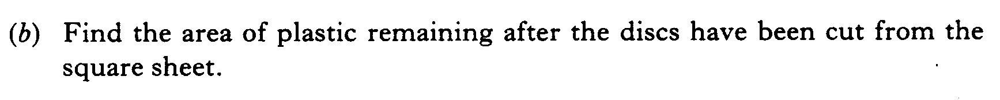 (b) Find the area of plastic remaining after the discs have been cut from the
square sheet.